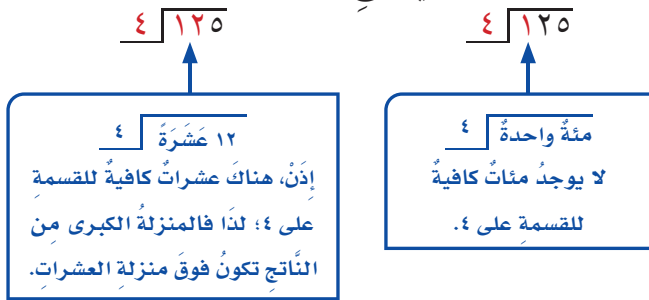 ٤ ١٢٥
مئةٌ واحدةٌ ٤
لا يوجدُ مئاتٌ كافيةٌ
للقسمةِ على ٤.
٤ ١٢٥
١٢ عَشَرَةً ٤
إذَنْ، هناكَ عشراتٌ كافيةٌ للقسمةِ
على ٤؛ لذَا فالمنزلةُ الكبرى مِن
النَّاتجِ تكونُ فوقَ منزلةِ العشراتِ.